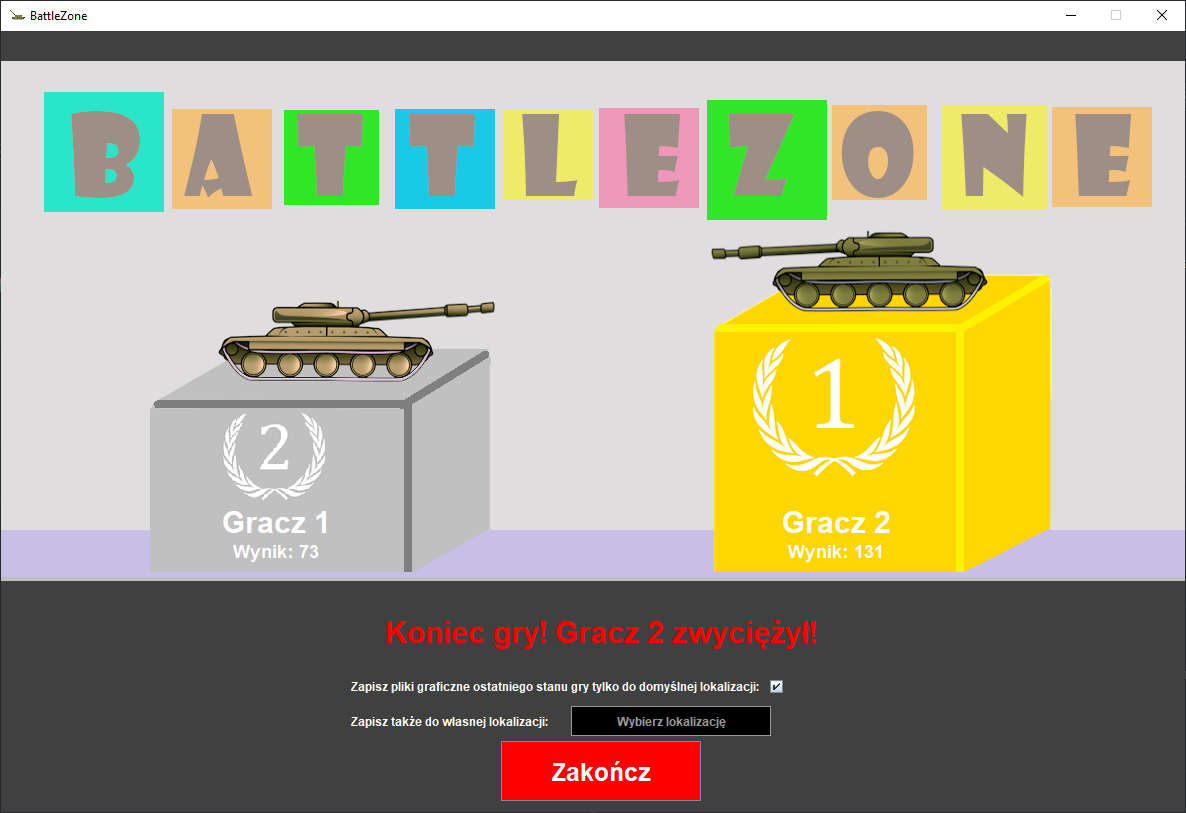 BattleZone
BATTLEZONE
1
2
Gracz 1
Wynik: 73
Gracz 2
Wynik: 131
Koniec gry! Gracz 2 zwyciężył!
Zapisz pliki graficzne ostatniego stanu gry tylko do domyślnej lokalizacji:
Zapisz także do własnej lokalizacji:
Wybierz lokalizację
Zakończ